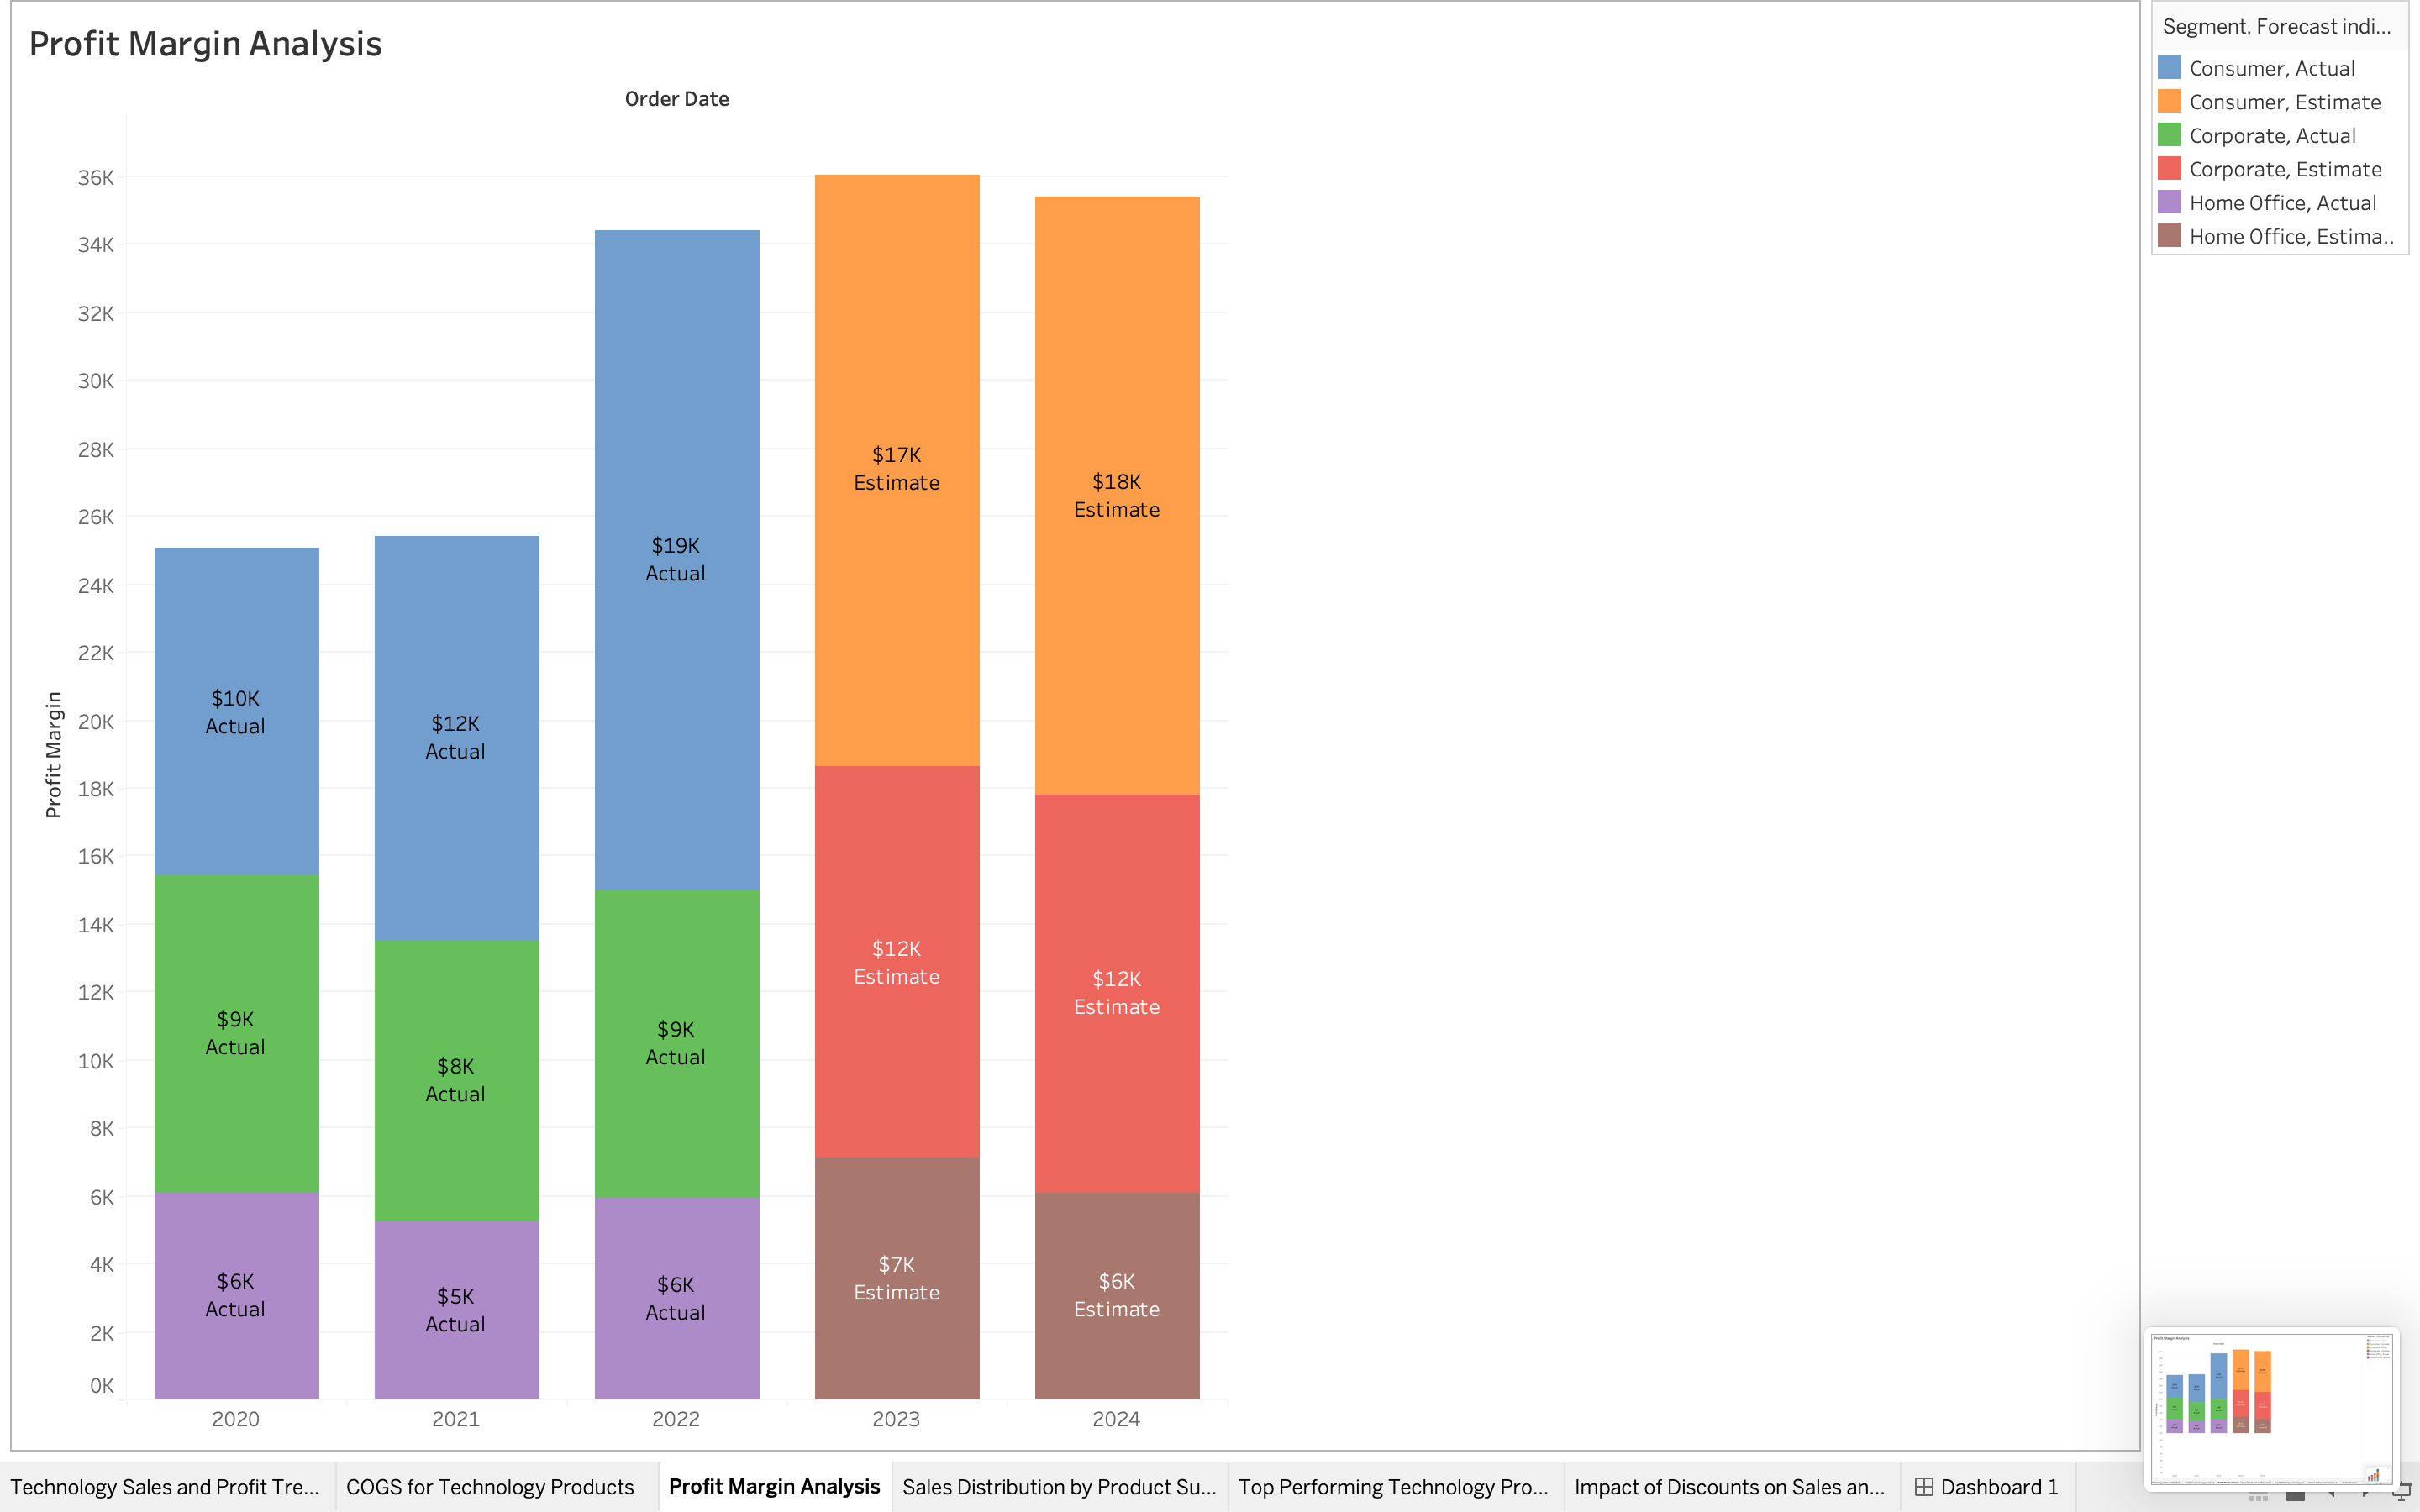 Profit Margin Analysis
Order Date
Profit Margin
36K
34K
32K
30K
28K
26K
24K
22K
20K
18K
16K
14K
12K
10K
8K
6K
4K
2K
0K
$10K
Actual
$9K
Actual
$6K
Actual
$12K
Actual
$8K
Actual
$5K
Actual
$19K
Actual
$9K
Actual
$6K
Actual
$17K
Estimate
$12K
Estimate
$7K
Estimate
$18K
Estimate
$12K
Estimate
$6K
Estimate
2020
2021
2022
2023
2024
Segment, Forecast indi...
Consumer, Actual
Consumer, Estimate
Corporate, Actual
Corporate, Estimate
Home Office, Actual
Home Office, Estima..
Technology Sales and Profit Tre...
COGS for Technology Products
Profit Margin Analysis
Sales Distribution by Product Su...
Top Performing Technology Pro...
Impact of Discounts on Sales an...
Dashboard 1